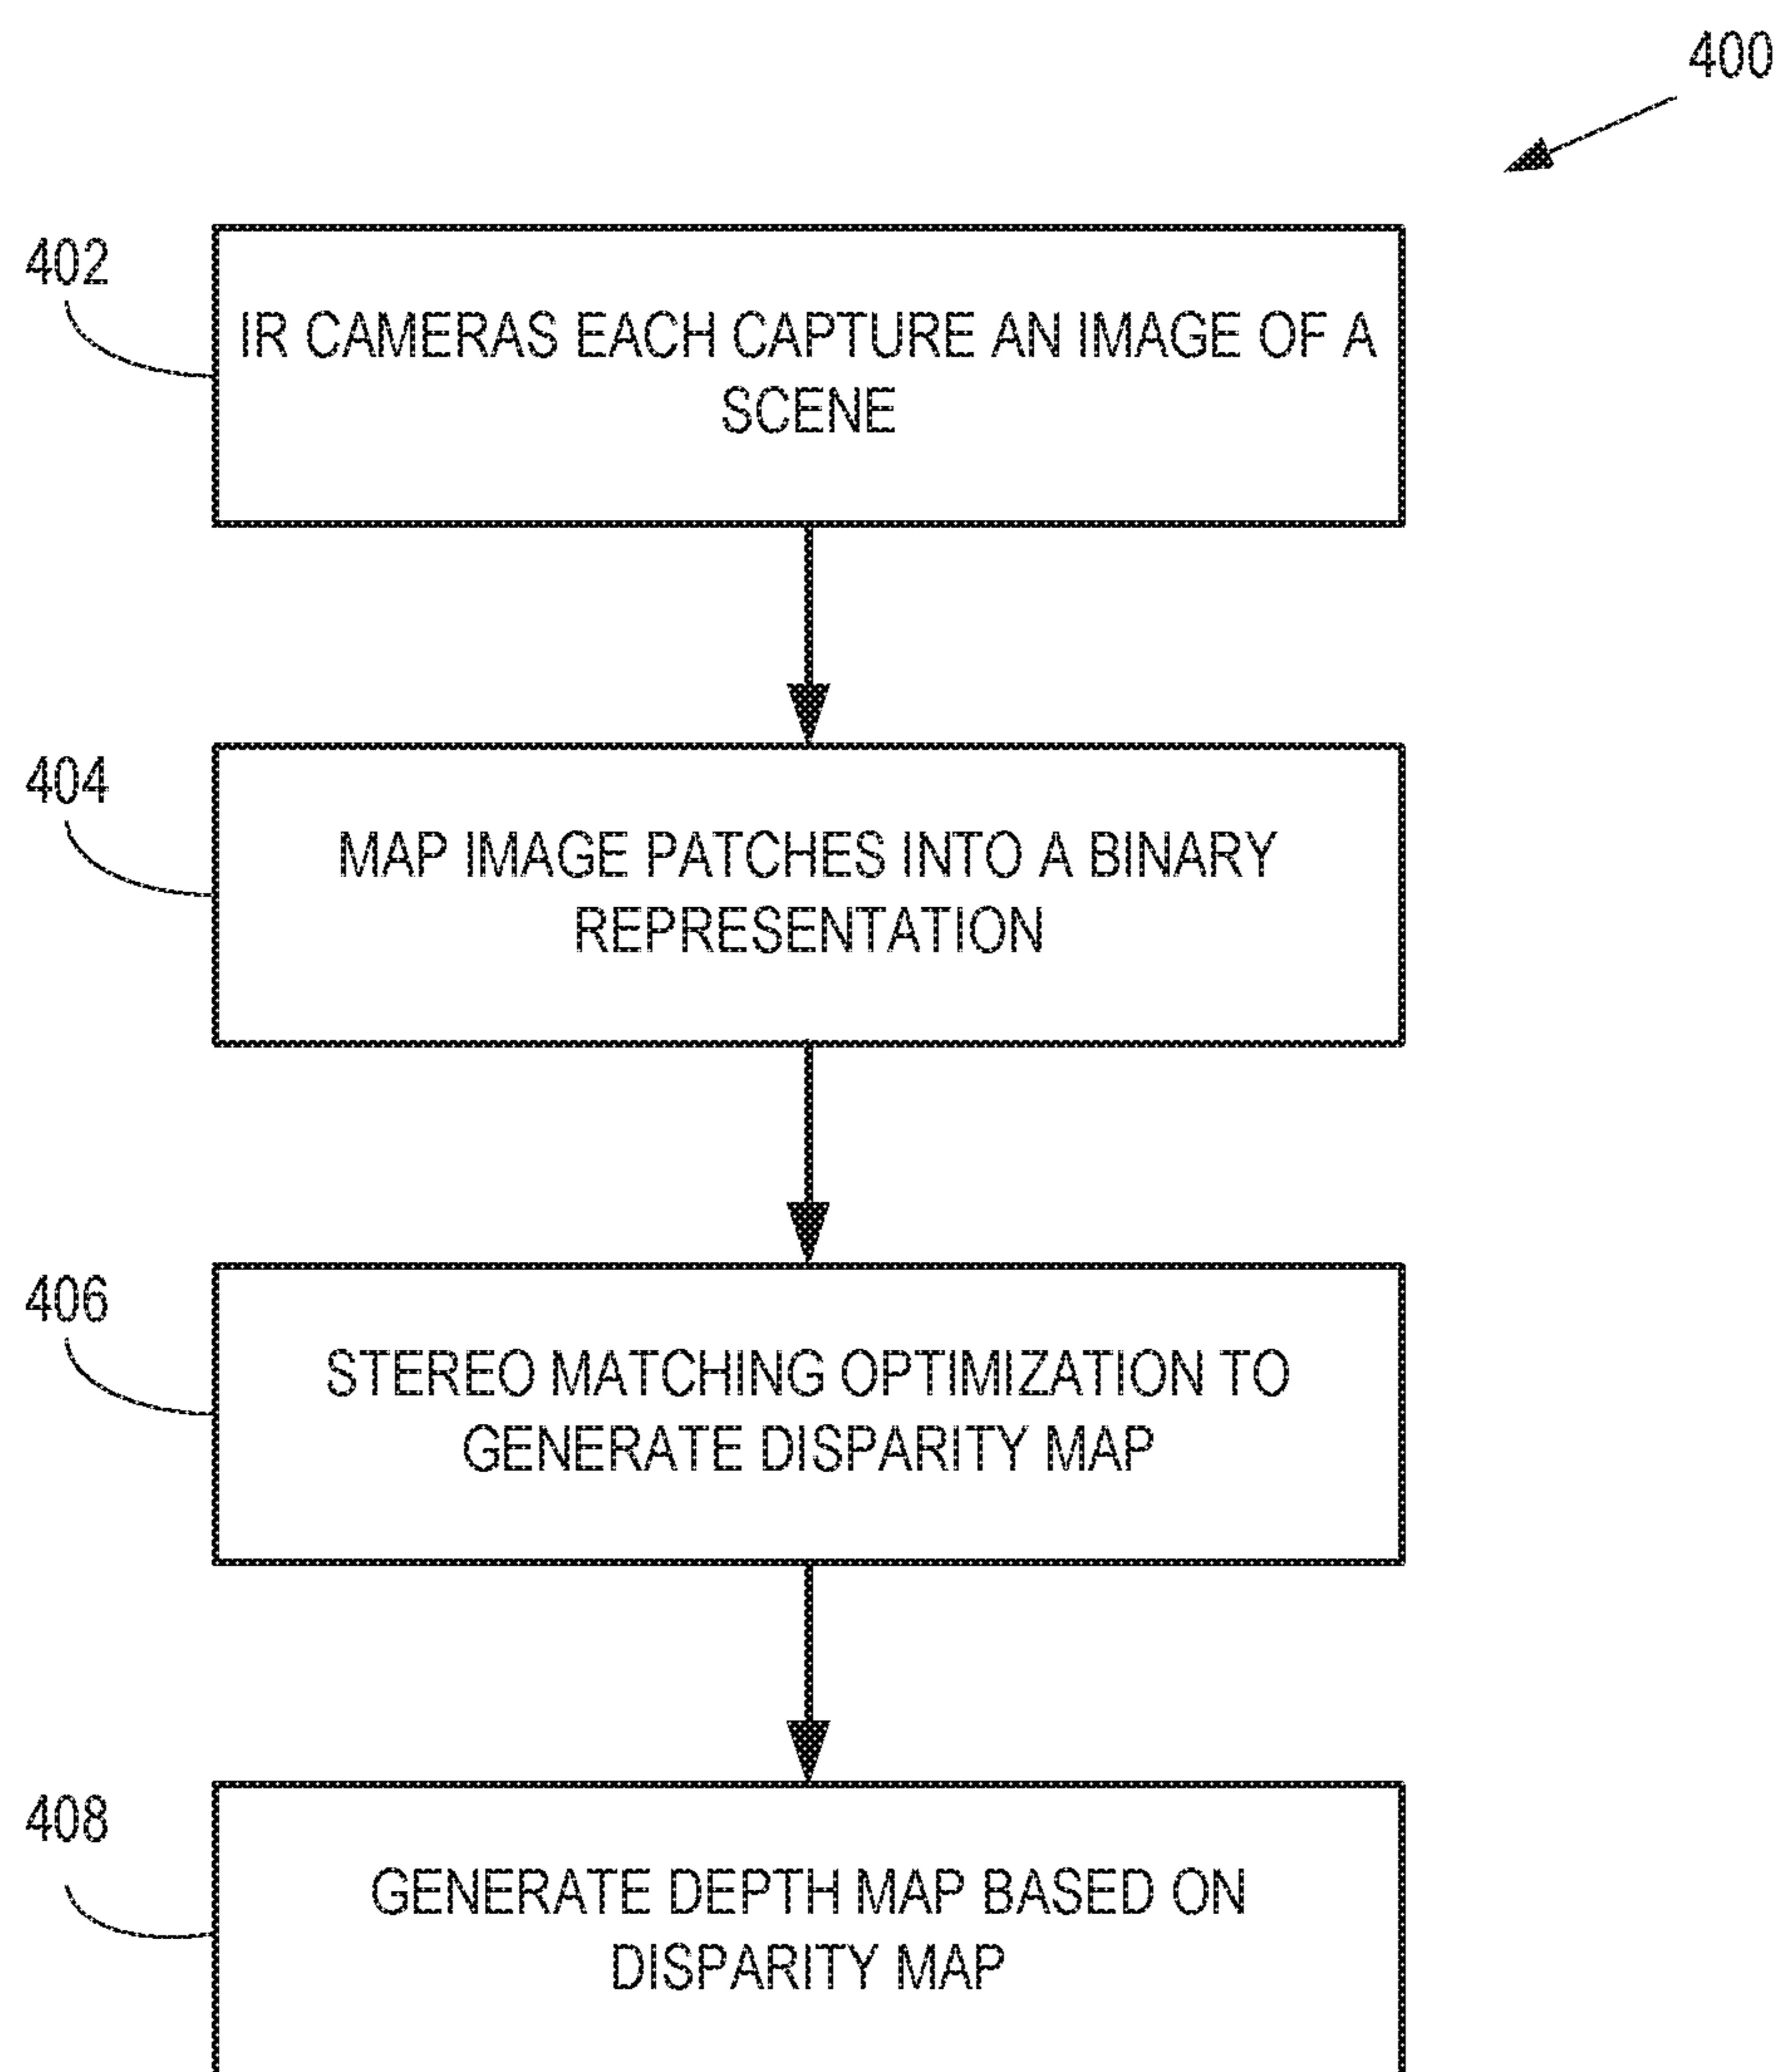 400
402
IR CAMERAS EACH CAPTURE AN IMAGE OF A
SCENE
404
MAP IMAGE PATCHES INTO A BINARY
REPRESENTATION
406
STEREO MATCHING OPTIMIZATION TO
GENERATE DISPARITY MAP
408
GENERATE DEPTH MAP BASED ON
DISPARITY MAP